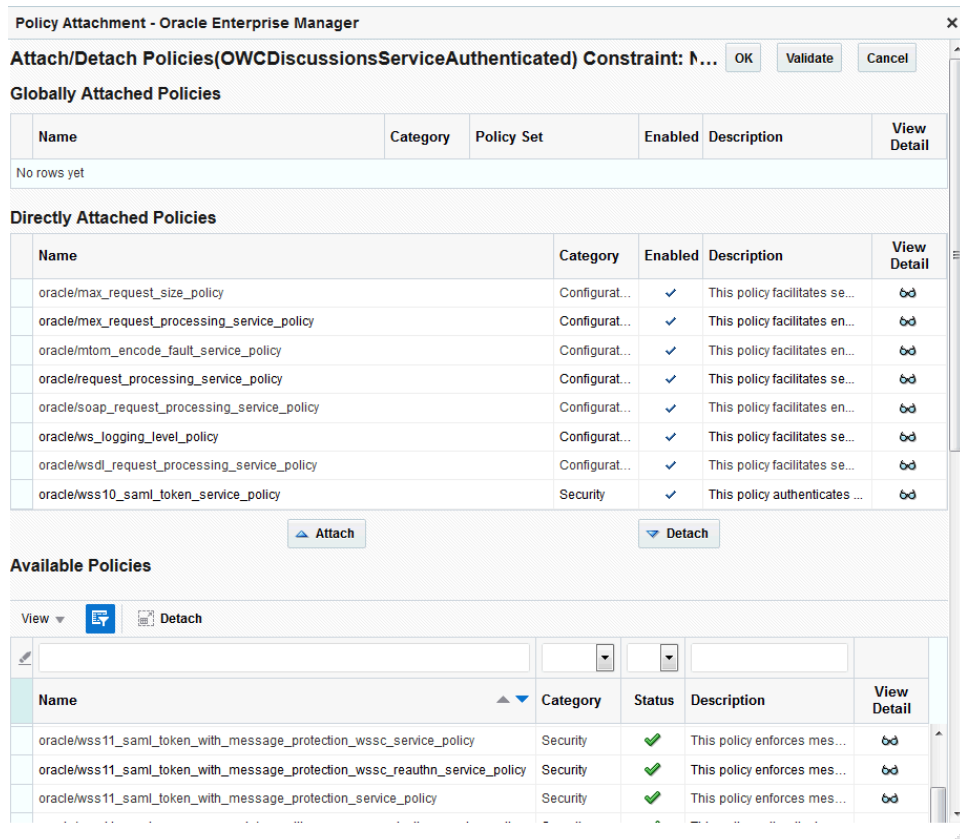 Policy Attachment - Oracle Enterprise Manager
Attach/Detach Policies(OWCDiscussionsServiceAuthenticated) Constraint: N... OK Validate Cancel
Globally Attached Policies
Name Category Policy Set Enabled Description View Detail
No rows yet
Directly Attached Policies
Name Category Enabled Description View Detail
oracle/max_request_size_policy Configurat... This policy facilitates se...
oracle/mex_request_processing_service_policy Configurat... This policy facilitates en...
oracle/mtom_encode_fault_service_policy Configurat... This policy facilitates en...
oracle/request_processing_service_policy Configurat... This policy facilitates se...
oracle/soap_request_processing_service_policy Configurat... This policy facilitates en...
oracle/ws_logging_level_policy Configurat... This policy facilitates se...
oracle/wsdl_request_processing_service_policy Configurat... This policy facilitates se...
oracle/wss10_saml_token_service_policy Security This policy authenticates ...
Attach Detach
Available Policies
View Detach
Name Category Status Description View Detail
oracle/wss11_saml_token_with_message_protection_wssc_service_policy Security This policy enforces mes...
oracle/wss11_saml_token_with_message_protection_wssc_reauthn_service_policy Security This policy enforces mes...
oracle/wss11_saml_token_with_message_protection_service_policy Security This policy enforces mes...